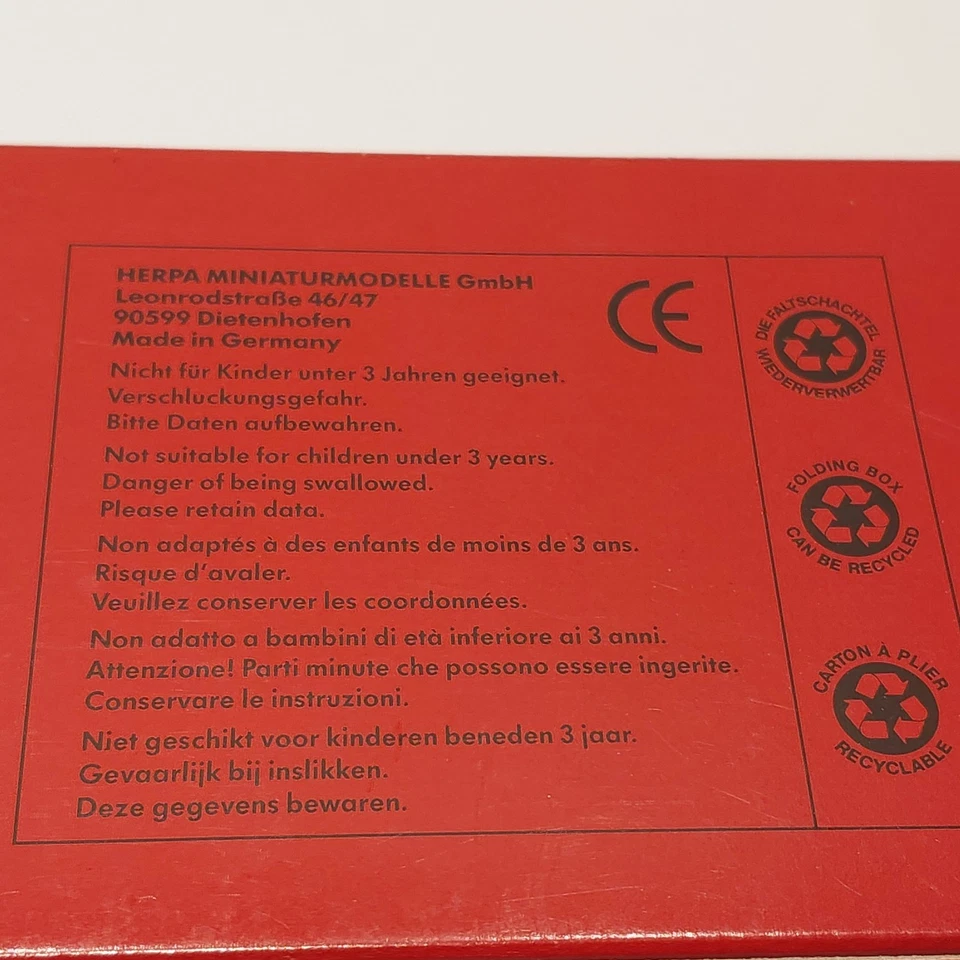 HERPA MINIATURMODELLE GmbH
Leonrodstraße 46/47
90599 Dietenhofen
Made in Germany
Nicht für Kinder unter 3 Jahren geeignet.
Verschluckungsgefahr.
Bitte Daten aufbewahren.
Not suitable for children under 3 years.
Danger of being swallowed.
Please retain data.
Non adaptés à des enfants de moins de 3 ans.
Risque d'avaler.
Veuillez conserver les coordonnées.
Non adatto a bambini di età inferiore ai 3 anni.
Attenzione! Parti minute che possono essere ingerite.
Conservare le instruzioni.
Niet geschikt voor kinderen beneden 3 jaar.
Gevaarlijk bij inslikken.
Deze gegevens bewaren.
CE
DIE FALTSCHACHTEL
WIEDERVERWERTBAR
FOLDING BOX
CAN BE RECYCLED
CARTON À PLIER
RECYCLABLE